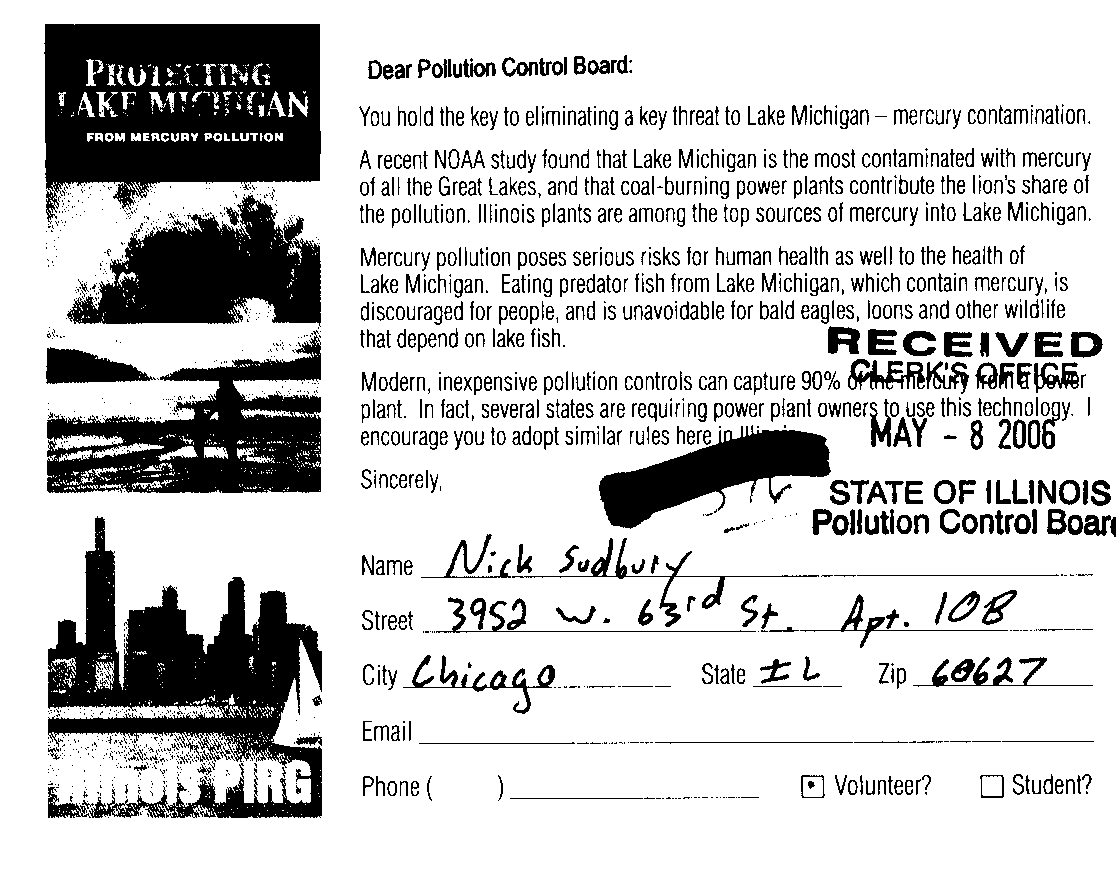 PROTECTING
LAKE MICHIGAN
FROM MERCURY POLLUTION
Illinois PIRG
Dear Pollution Control Board:
You hold the key to eliminating a key threat to Lake Michigan – mercury contamination.
A recent NOAA study found that Lake Michigan is the most contaminated with mercury
of all the Great Lakes, and that coal-burning power plants contribute the lion's share of
the pollution. Illinois plants are among the top sources of mercury into Lake Michigan.
Mercury pollution poses serious risks for human health as well to the health of
Lake Michigan. Eating predator fish from Lake Michigan, which contain mercury, is
discouraged for people, and is unavoidable for bald eagles, loons and other wildlife
that depend on lake fish.
RECEIVED
CLERK'S OFFICE
MAY - 8 2006
STATE OF ILLINOIS
Pollution Control Board
Modern, inexpensive pollution controls can capture 90% of the mercury from a power
plant. In fact, several states are requiring power plant owners to use this technology. I
encourage you to adopt similar rules here in
Sincerely,
Name Nick Sudbury
Street 3952 W. 63rd St. Apt. 10B
City Chicago State IL Zip 60627
Email
Phone ( )
Volunteer? Student?